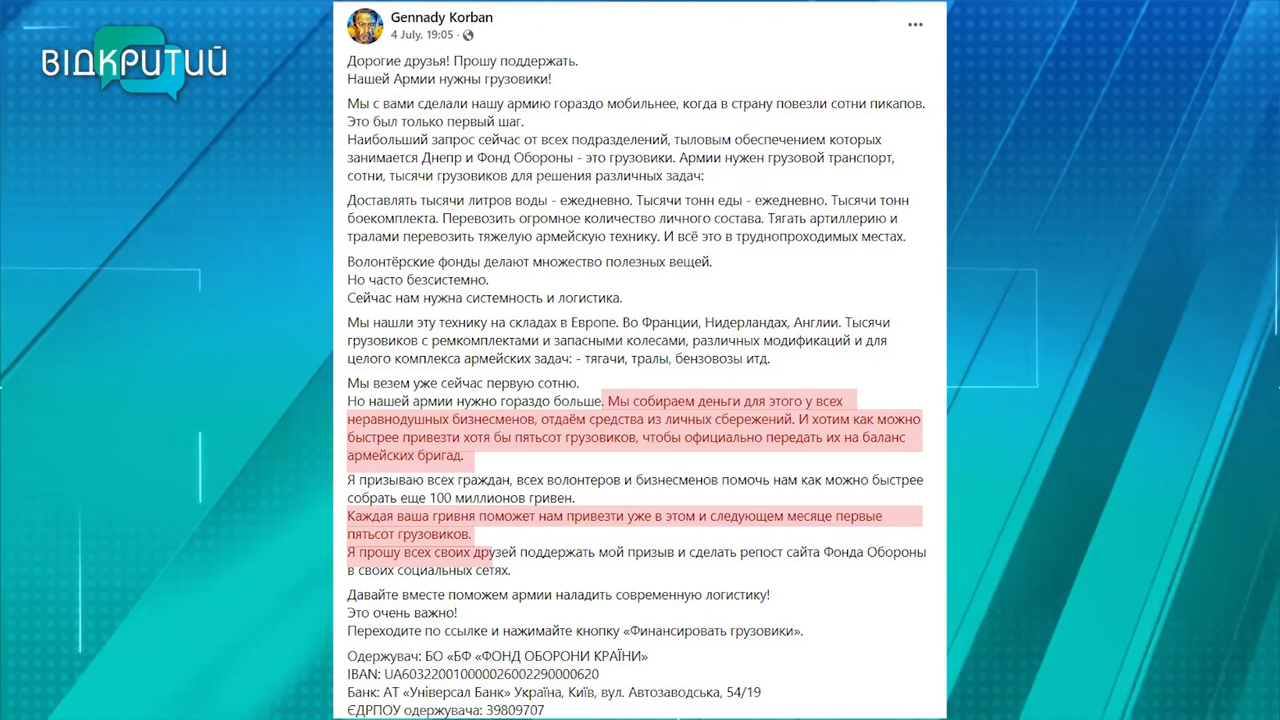 ВІДКРИТИЙ
Gennady Korban
4 July, 19:05 ·
Дорогие друзья! Прошу поддержать.
Нашей Армии нужны грузовики!
Мы с вами сделали нашу армию гораздо мобильнее, когда в страну повезли сотни пикапов.
Это был только первый шаг.
Наибольший запрос сейчас от всех подразделений, тыловым обеспечением которых
занимается Днепр и Фонд Обороны - это грузовики. Армии нужен грузовой транспорт,
сотни, тысячи грузовиков для решения различных задач:
Доставлять тысячи литров воды - ежедневно. Тысячи тонн еды - ежедневно. Тысячи тонн
боекомплекта. Перевозить огромное количество личного состава. Тягать артиллерию и
тралами перевозить тяжелую армейскую технику. И всё это в труднопроходимых местах.
Волонтёрские фонды делают множество полезных вещей.
Но часто безсистемно.
Сейчас нам нужна системность и логистика.
Мы нашли эту технику на складах в Европе. Во Франции, Нидерландах, Англии. Тысячи
грузовиков с ремкомплектами и запасными колесами, различных модификаций и для
целого комплекса армейских задач: - тягачи, тралы, бензовозы итд.
Мы везем уже сейчас первую сотню.
Но нашей армии нужно гораздо больше. Мы собираем деньги для этого у всех
неравнодушных бизнесменов, отдаём средства из личных сбережений. И хотим как можно
быстрее привезти хотя бы пятьсот грузовиков, чтобы официально передать их на баланс
армейских бригад.
Я призываю всех граждан, всех волонтеров и бизнесменов помочь нам как можно быстрее
собрать еще 100 миллионов гривен.
Каждая ваша гривня поможет нам привезти уже в этом и следующем месяце первые
пятьсот грузовиков.
Я прошу всех своих друзей поддержать мой призыв и сделать репост сайта Фонда Обороны
в своих социальных сетях.
Давайте вместе поможем армии наладить современную логистику!
Это очень важно!
Переходите по ссылке и нажимайте кнопку «Финансировать грузовики».
Одержувач: БО «БФ «ФОНД ОБОРОНИ КРАЇНИ»
IBAN: UA603220010000026002290000620
Банк: АТ «Універсал Банк» Україна, Київ, вул. Автозаводська, 54/19
ЄДРПОУ одержувача: 39809707